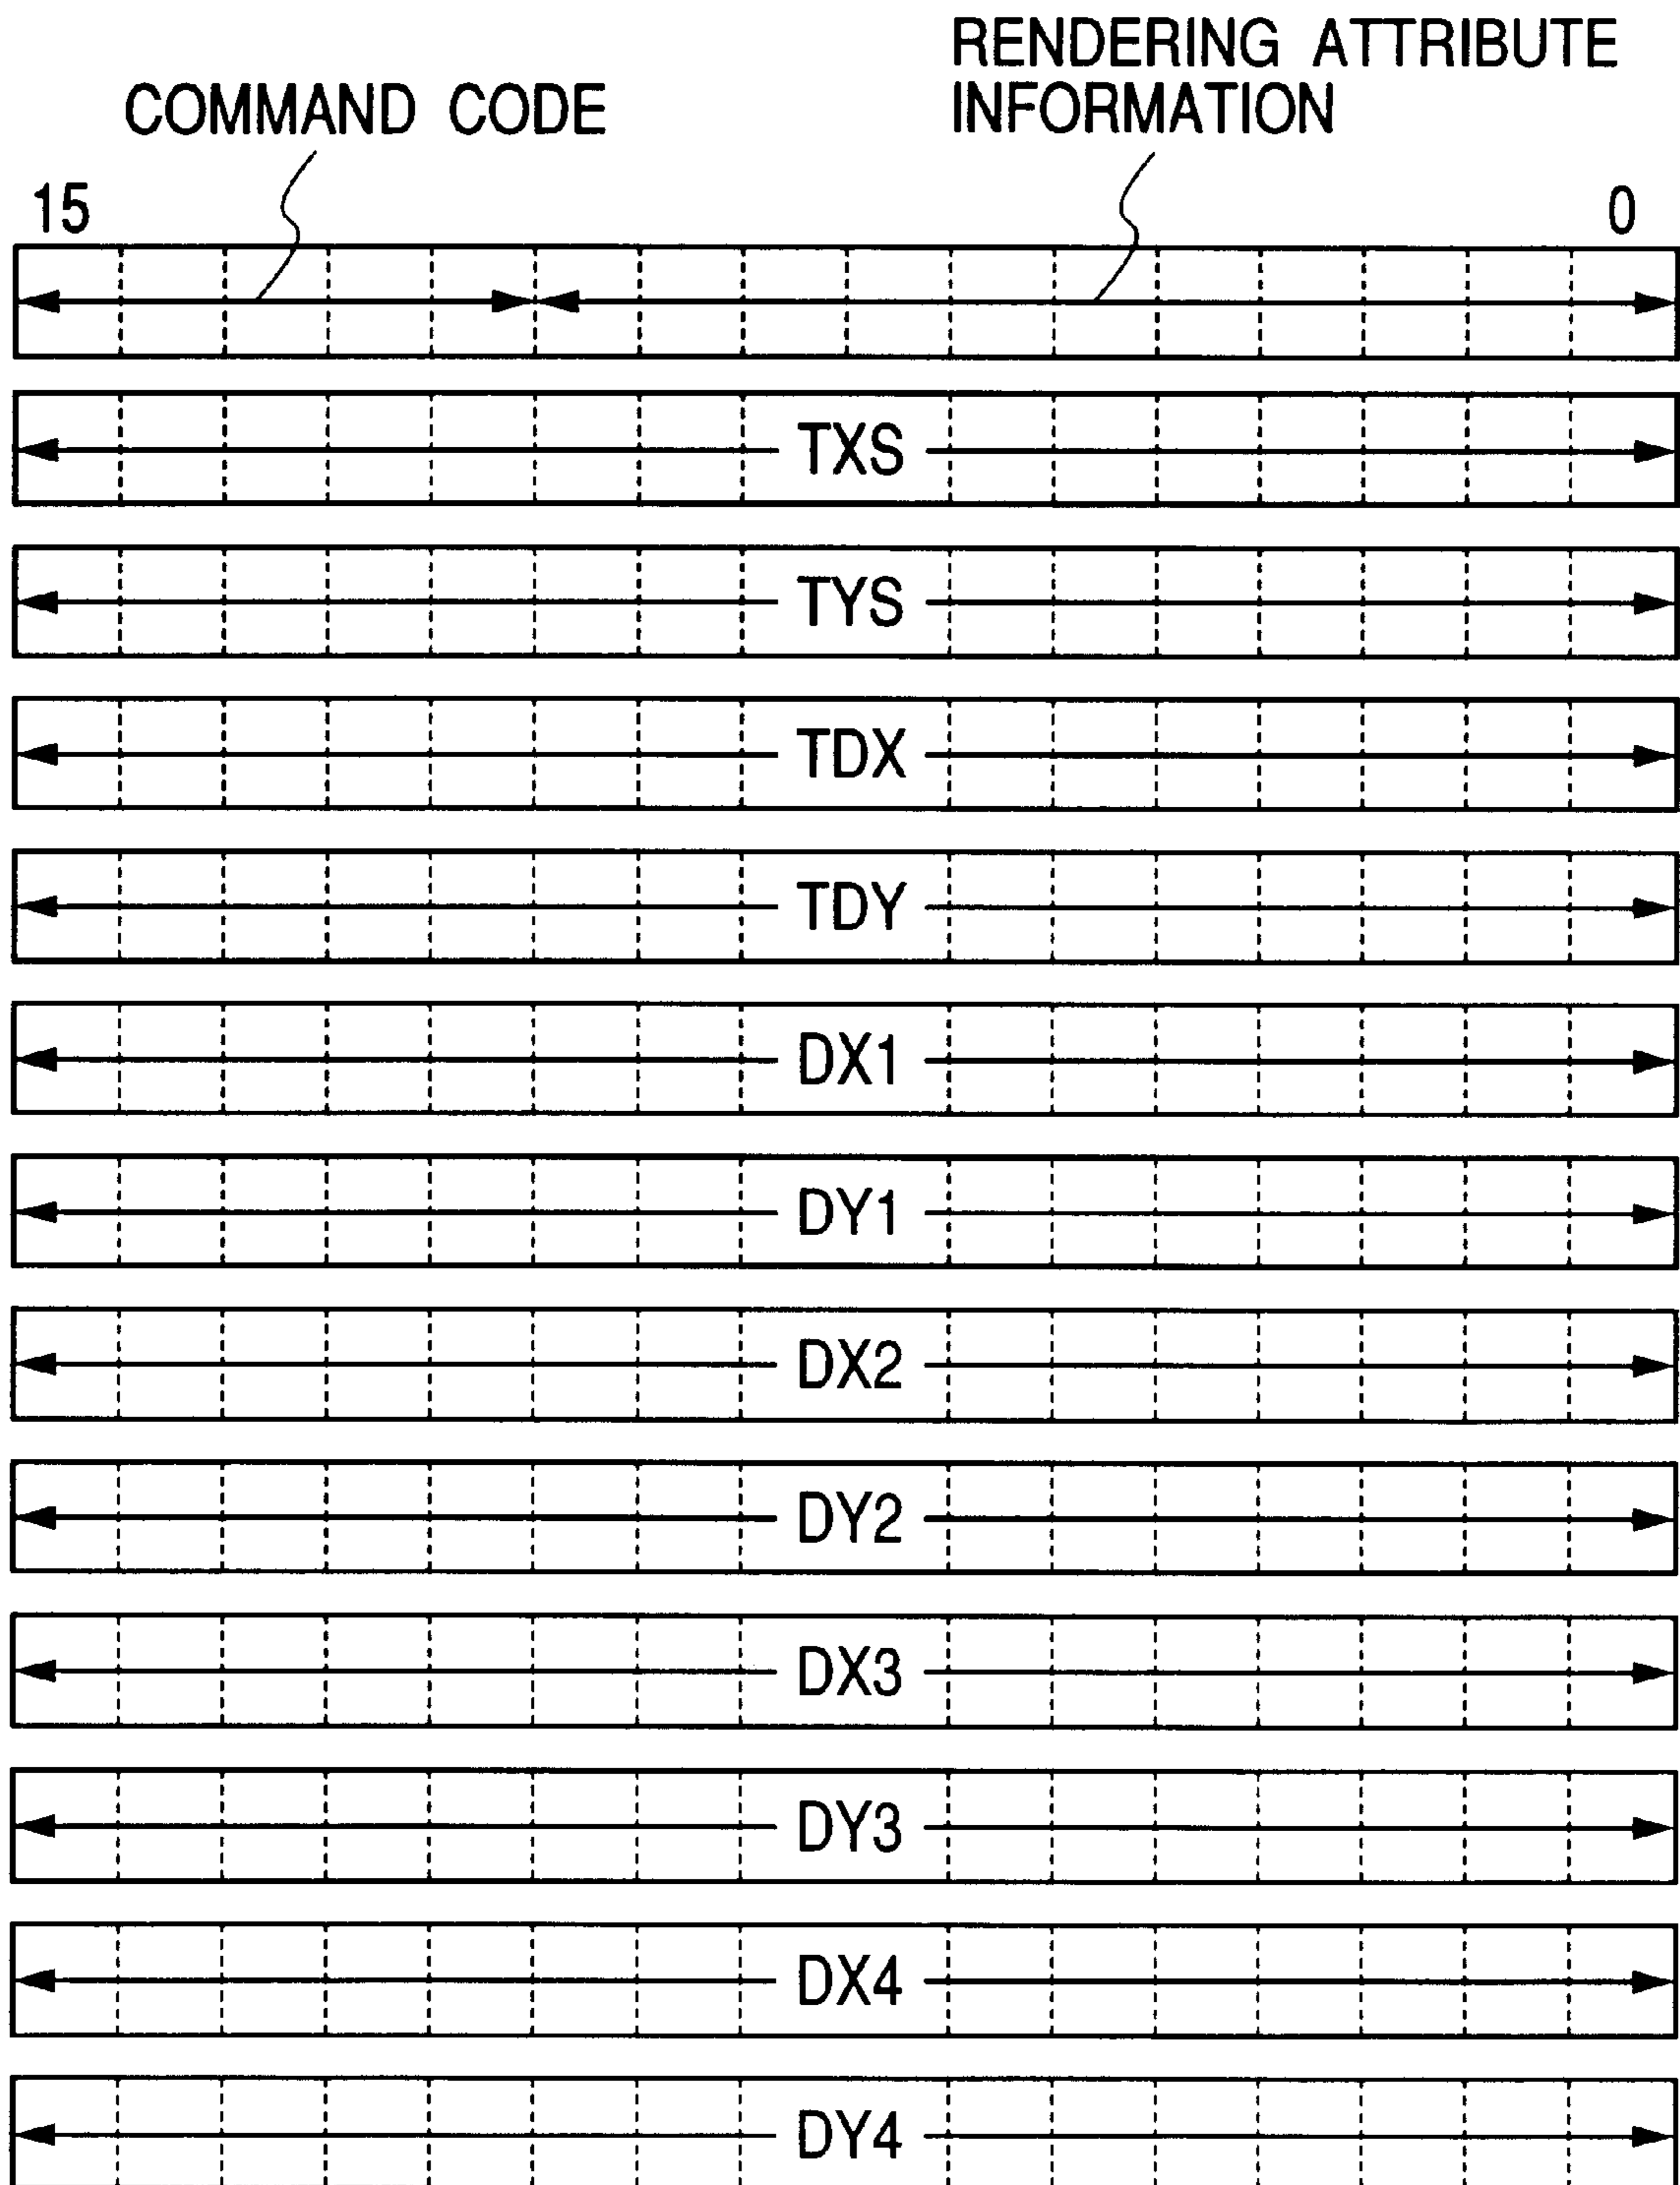 RENDERING ATTRIBUTE
INFORMATION
COMMAND CODE
15 0
TXS
TYS
TDX
TDY
DX1
DY1
DX2
DY2
DX3
DY3
DX4
DY4